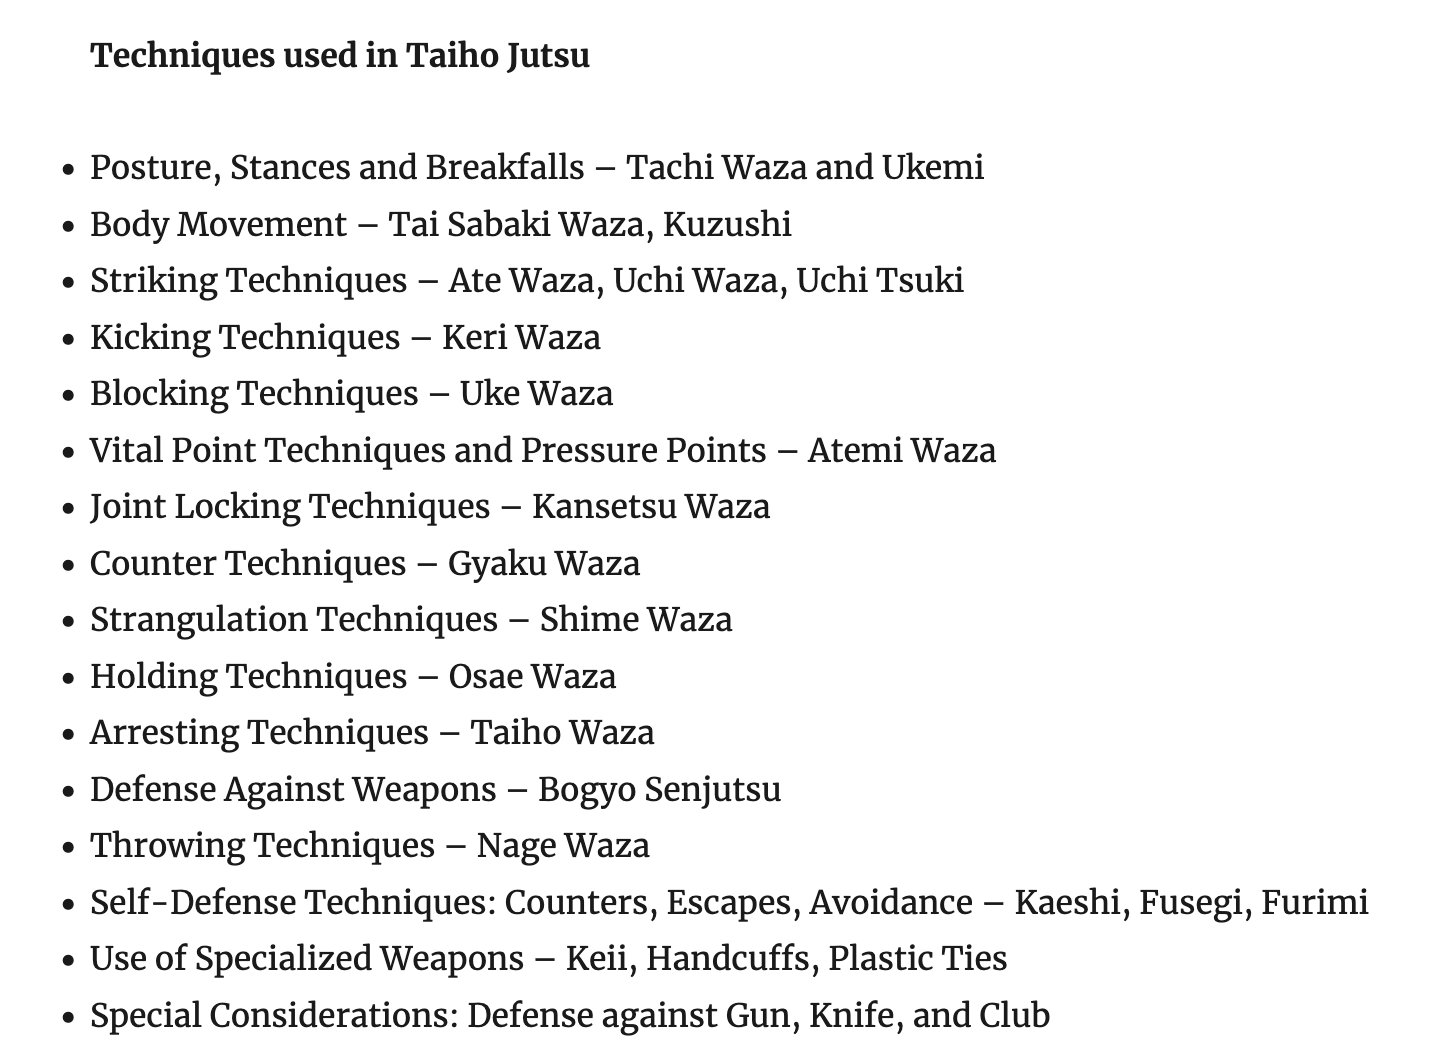 Techniques used in Taiho Jutsu
• Posture, Stances and Breakfalls – Tachi Waza and Ukemi
• Body Movement – Tai Sabaki Waza, Kuzushi
• Striking Techniques – Ate Waza, Uchi Waza, Uchi Tsuki
• Kicking Techniques – Keri Waza
• Blocking Techniques – Uke Waza
• Vital Point Techniques and Pressure Points – Atemi Waza
• Joint Locking Techniques – Kansetsu Waza
• Counter Techniques – Gyaku Waza
• Strangulation Techniques – Shime Waza
• Holding Techniques – Osae Waza
• Arresting Techniques – Taiho Waza
• Defense Against Weapons – Bogyo Senjutsu
• Throwing Techniques – Nage Waza
• Self-Defense Techniques: Counters, Escapes, Avoidance – Kaeshi, Fusegi, Furimi
• Use of Specialized Weapons – Keii, Handcuffs, Plastic Ties
• Special Considerations: Defense against Gun, Knife, and Club